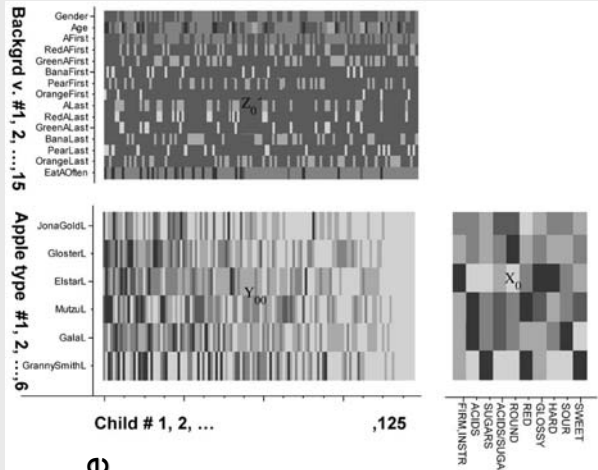 Backgrd v. #1, 2, ...,15
Gender
Age
AFirst
RedAFirst
GreenAFirst
BanaFirst
PearFirst
OrangeFirst
ALast
RedALast
GreenALast
BanaLast
PearLast
OrangeLast
EatAOften
Z₀'
Apple type #1, 2, ...,6
JonaGoldL
GlosterL
ElstarL
MutzuL
GalaL
GrannySmithL
Y₀₀
X₀
Child # 1, 2, ... ,125
FIRM,INSTR
ACIDS
SUGARS
ACIDS/SUGA
ROUND
RED
GLOSSY
HARD
SOUR
SWEET
e